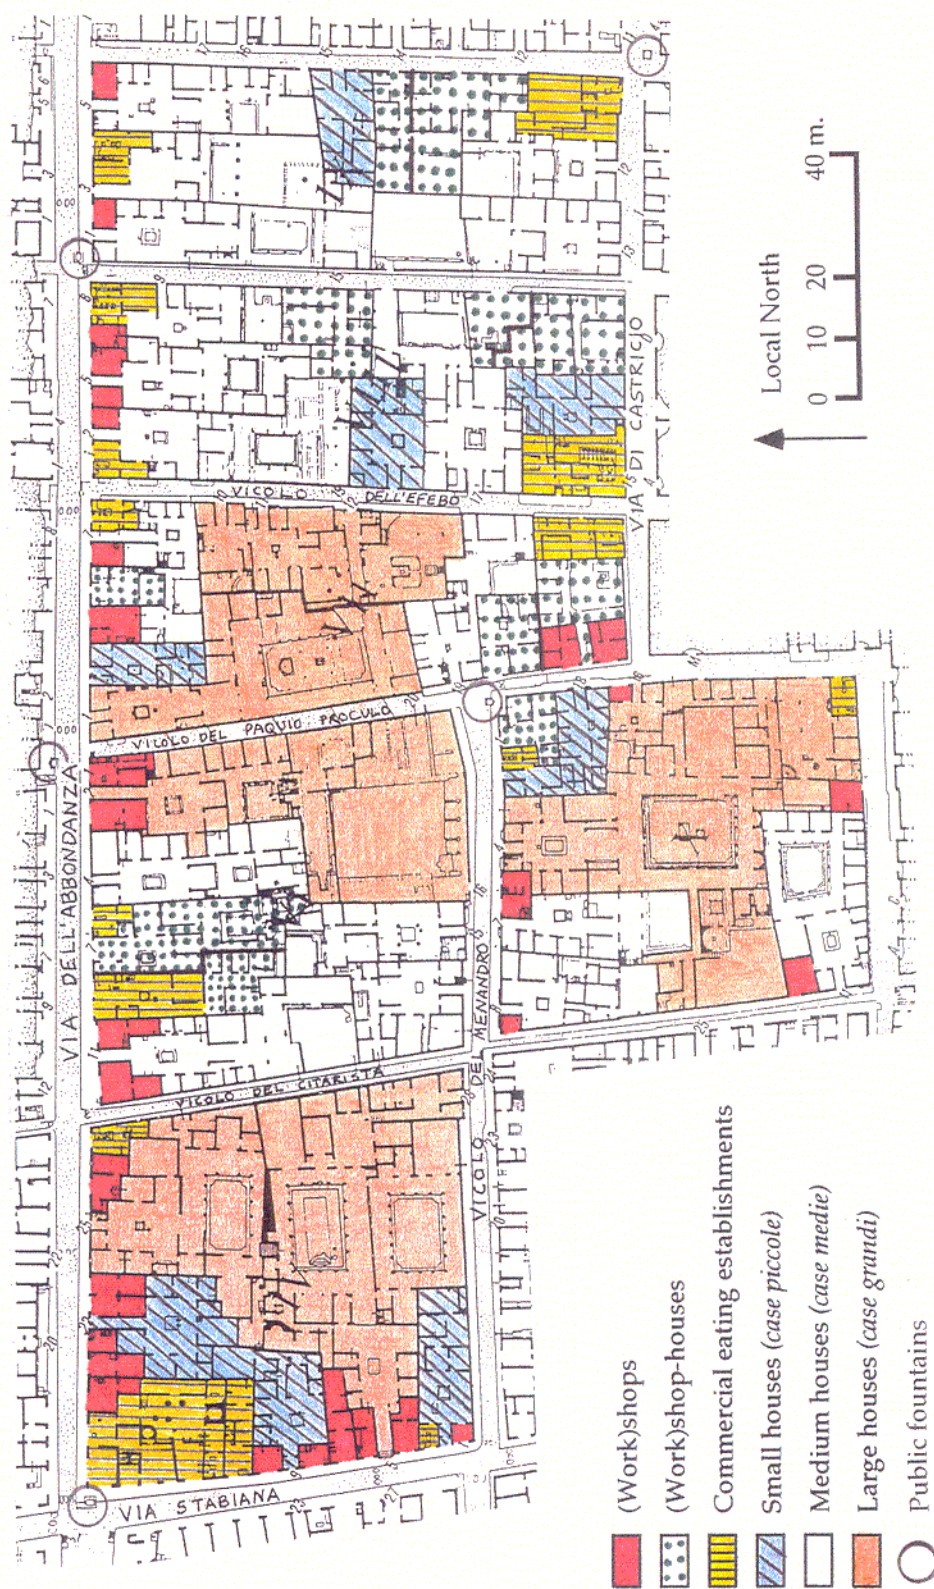 VIA DELL'ABBONDANZA
VIA STABIANA
VICOLO DEL CITARISTA
VICOLO DE MENANDRO
VICOLO DEL PAQUIO PROCULO
VICOLO DELL'EFEBO
VIA DI CASTRICIO
Local North
0 10 20 40 m.
(Work)shops
(Work)shop-houses
Commercial eating establishments
Small houses (case piccole)
Medium houses (case medie)
Large houses (case grandi)
Public fountains